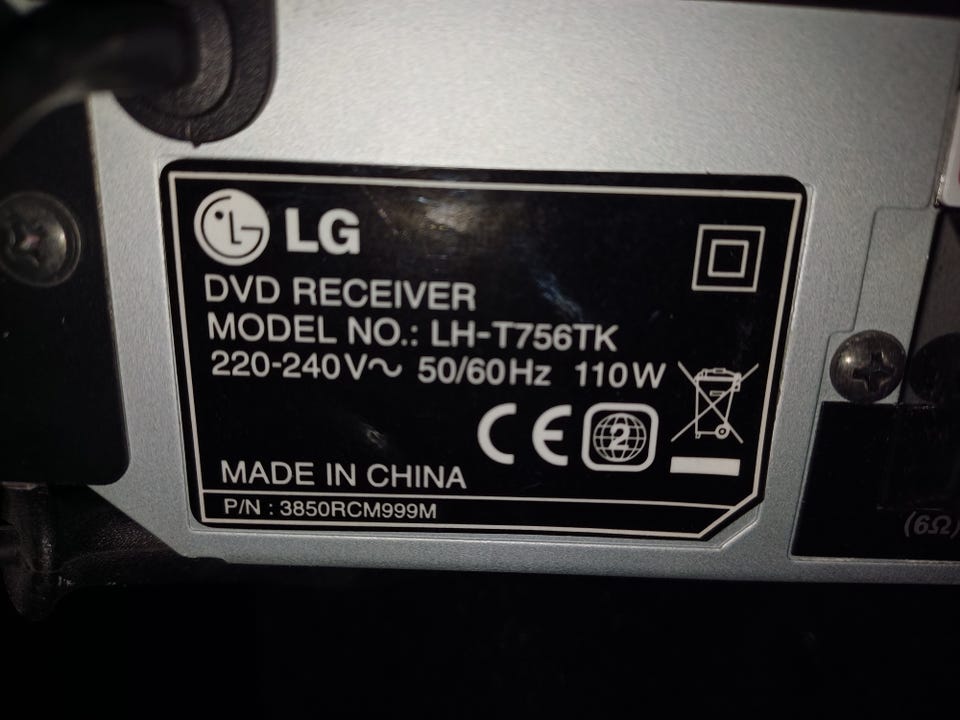 LG
DVD RECEIVER
MODEL NO.: LH-T756TK
220-240V~ 50/60Hz 110W
CE 2
MADE IN CHINA
P/N : 3850RCM999M
(6Ω)